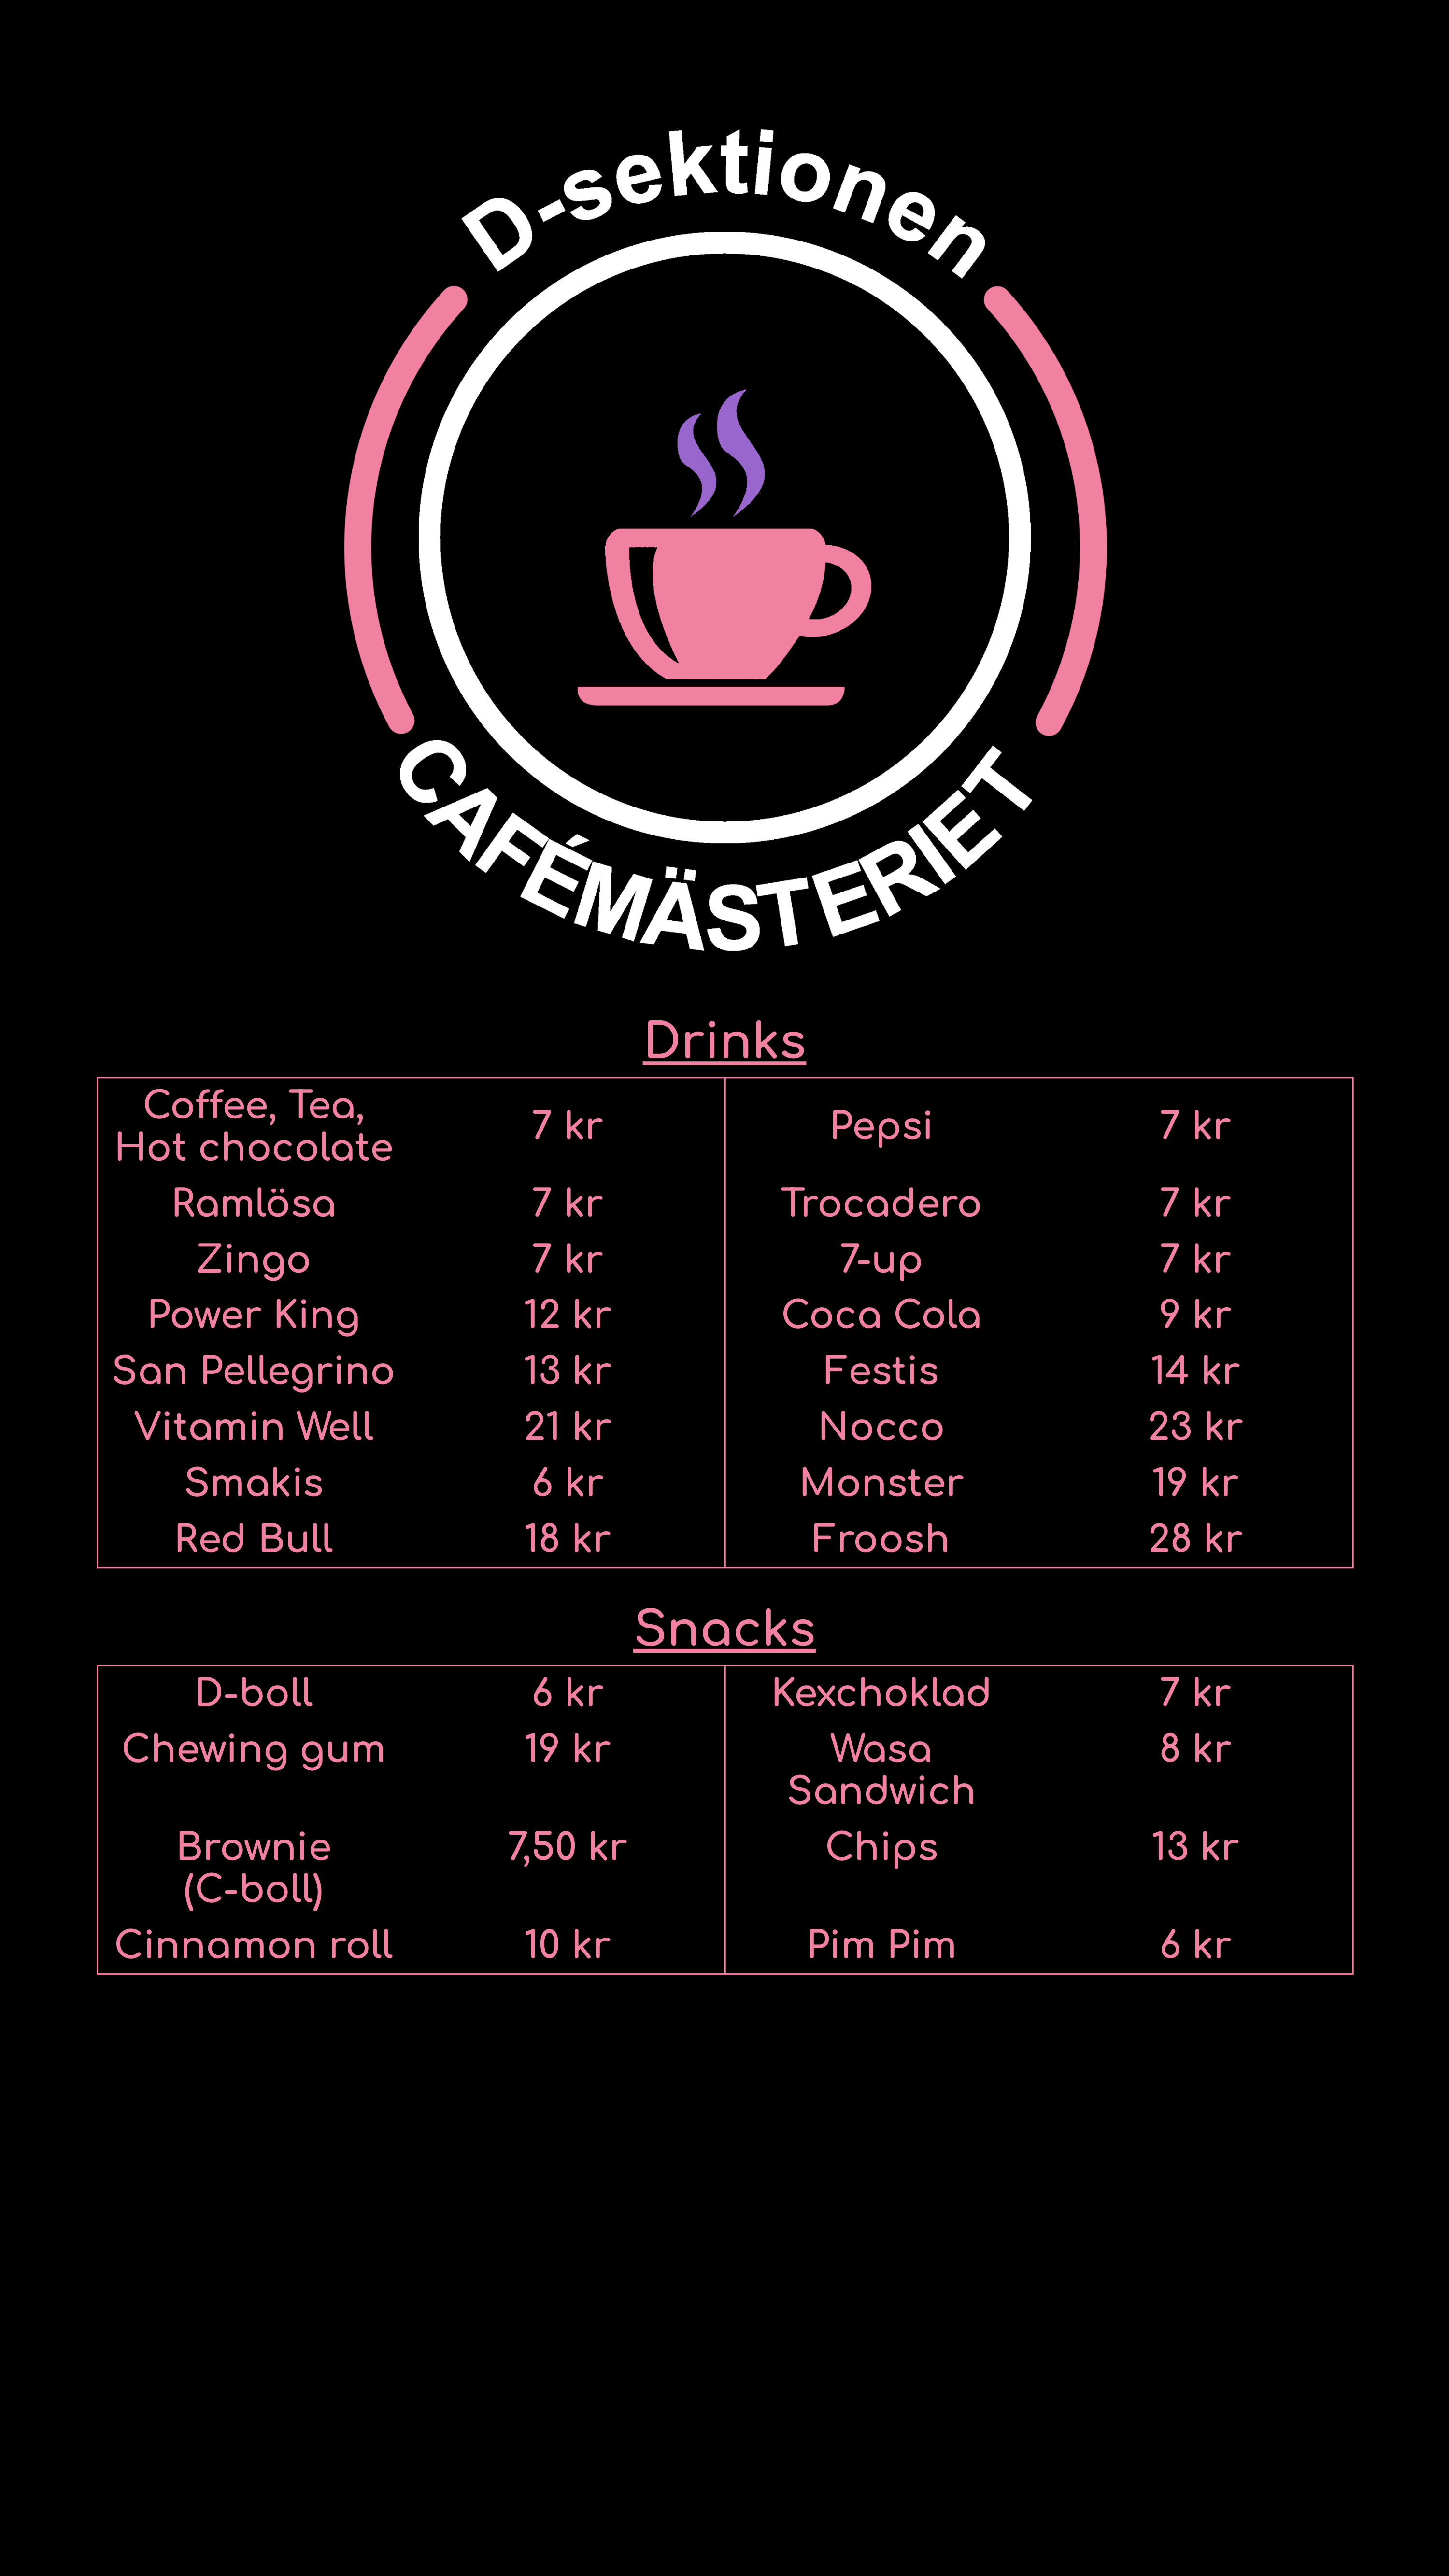 D-sektionen
CAFÉMÄSTERIET
Drinks
Coffee, Tea,
Hot chocolate 7 kr Pepsi 7 kr
Ramlösa 7 kr Trocadero 7 kr
Zingo 7 kr 7-up 7 kr
Power King 12 kr Coca Cola 9 kr
San Pellegrino 13 kr Festis 14 kr
Vitamin Well 21 kr Nocco 23 kr
Smakis 6 kr Monster 19 kr
Red Bull 18 kr Froosh 28 kr
Snacks
D-boll 6 kr Kexchoklad 7 kr
Chewing gum 19 kr Wasa 8 kr
Sandwich
Brownie 7,50 kr Chips 13 kr
(C-boll)
Cinnamon roll 10 kr Pim Pim 6 kr